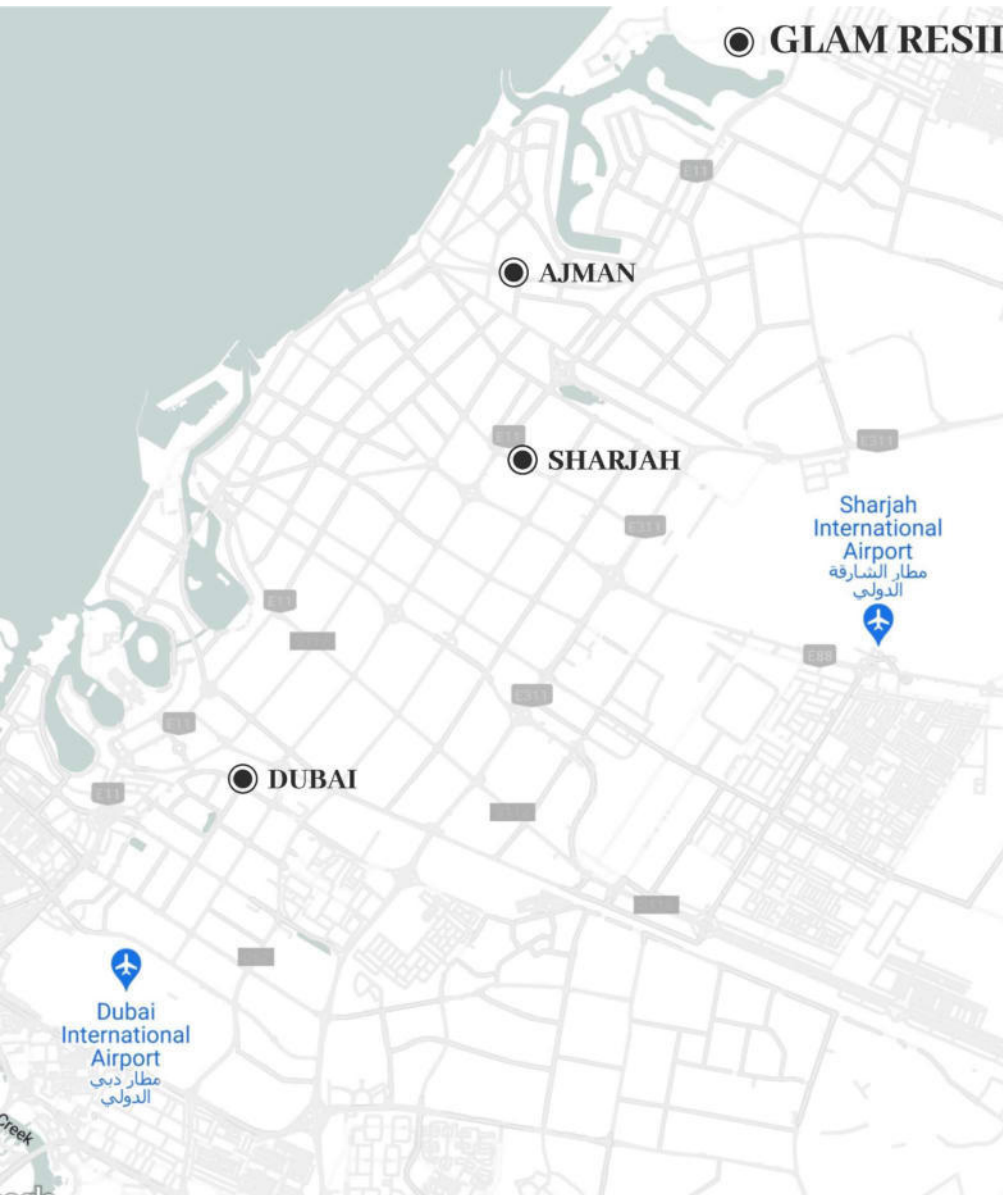 GLAM RESII
E11
AJMAN
E11
SHARJAH
E311
Sharjah
International
Airport
مطار الشارقة
الدولي
E311
E11
E88
E311
E11
DUBAI
E11
Dubai
International
Airport
مطار دبي
الدولي
Creek